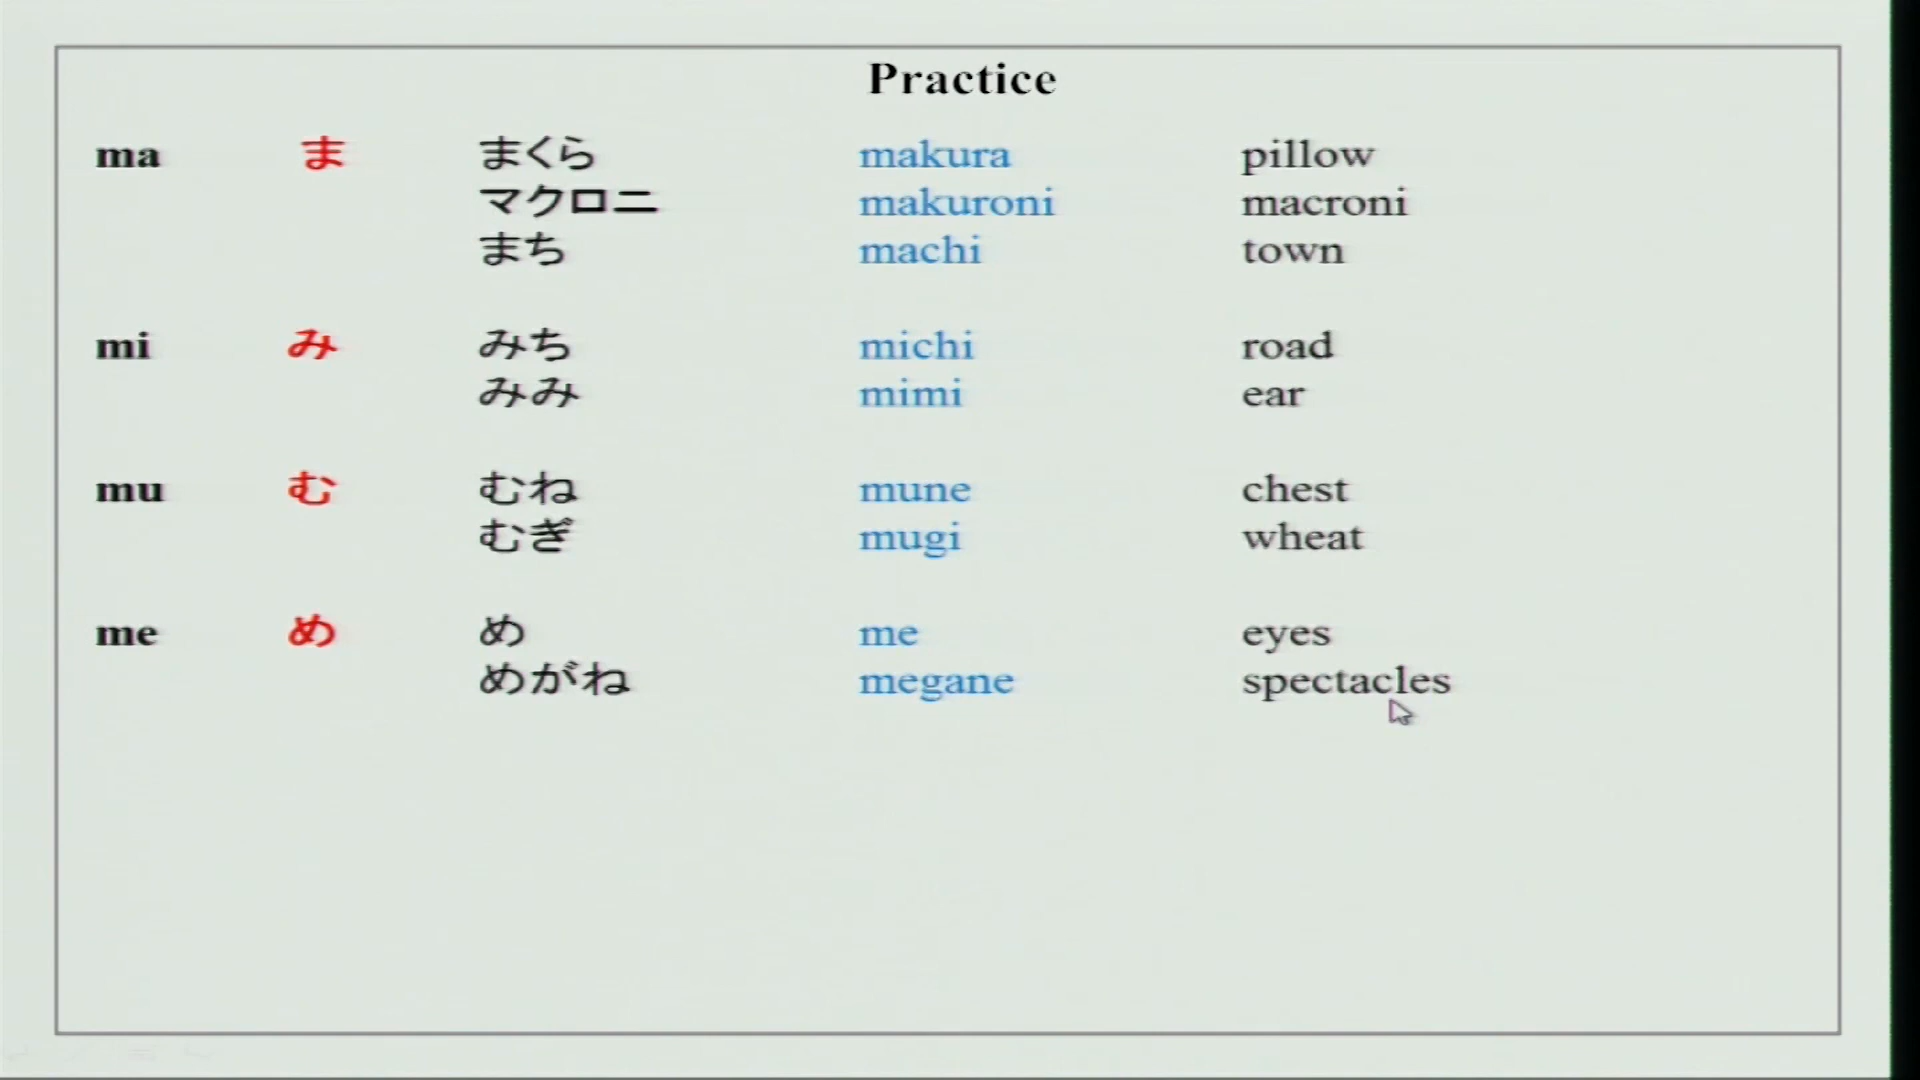 Practice
ma ま まくら makura pillow
マクロニ makuroni macroni
まち machi town
mi み みち michi road
みみ mimi ear
mu む むね mune chest
むぎ mugi wheat
me め め me eyes
めがね megane spectacles